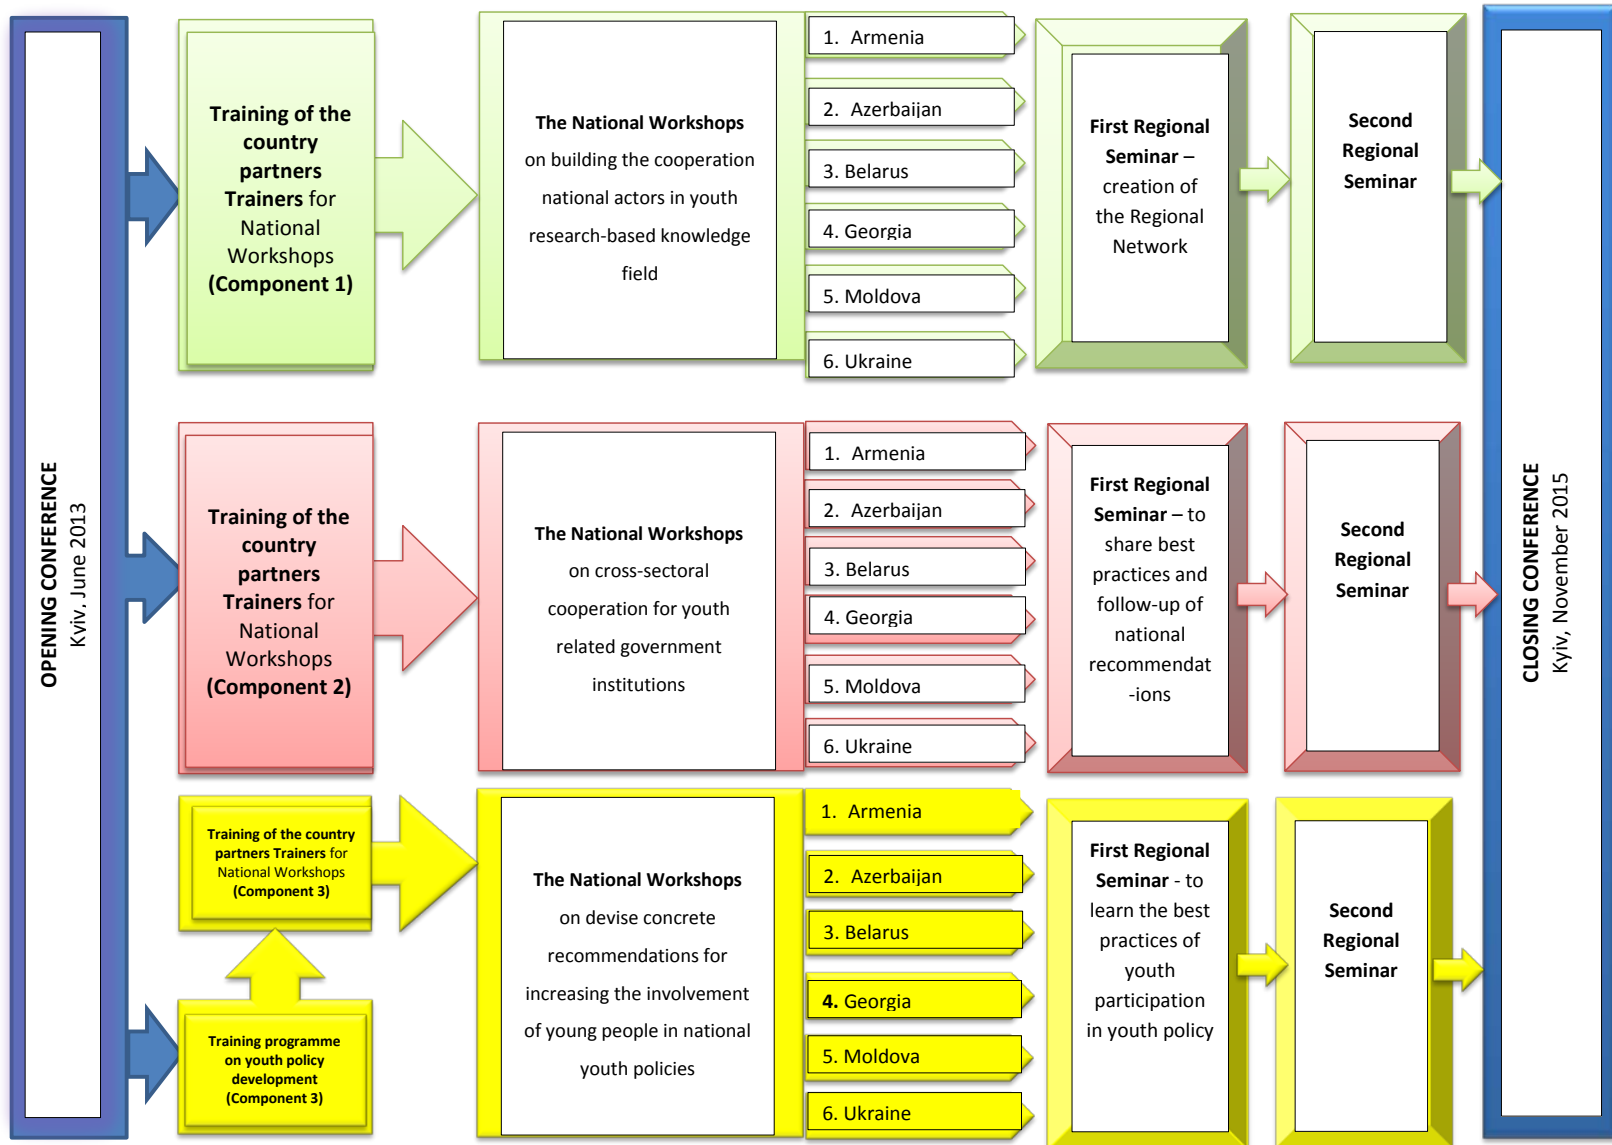 OPENING CONFERENCE
Kyiv, June 2013
Training of the
country
partners
Trainers for
National
Workshops
(Component 1)
The National Workshops
on building the cooperation
national actors in youth
research-based knowledge
field
1. Armenia
2. Azerbaijan
3. Belarus
4. Georgia
5. Moldova
6. Ukraine
First Regional
Seminar –
creation of
the Regional
Network
Second
Regional
Seminar
Training of the
country
partners
Trainers for
National
Workshops
(Component 2)
The National Workshops
on cross-sectoral
cooperation for youth
related government
institutions
1. Armenia
2. Azerbaijan
3. Belarus
4. Georgia
5. Moldova
6. Ukraine
First Regional
Seminar – to
share best
practices and
follow-up of
national
recommendat
-ions
Second
Regional
Seminar
Training of the country
partners Trainers for
National Workshops
(Component 3)
Training programme
on youth policy
development
(Component 3)
The National Workshops
on devise concrete
recommendations for
increasing the involvement
of young people in national
youth policies
1. Armenia
2. Azerbaijan
3. Belarus
4. Georgia
5. Moldova
6. Ukraine
First Regional
Seminar - to
learn the best
practices of
youth
participation
in youth policy
Second
Regional
Seminar
CLOSING CONFERENCE
Kyiv, November 2015